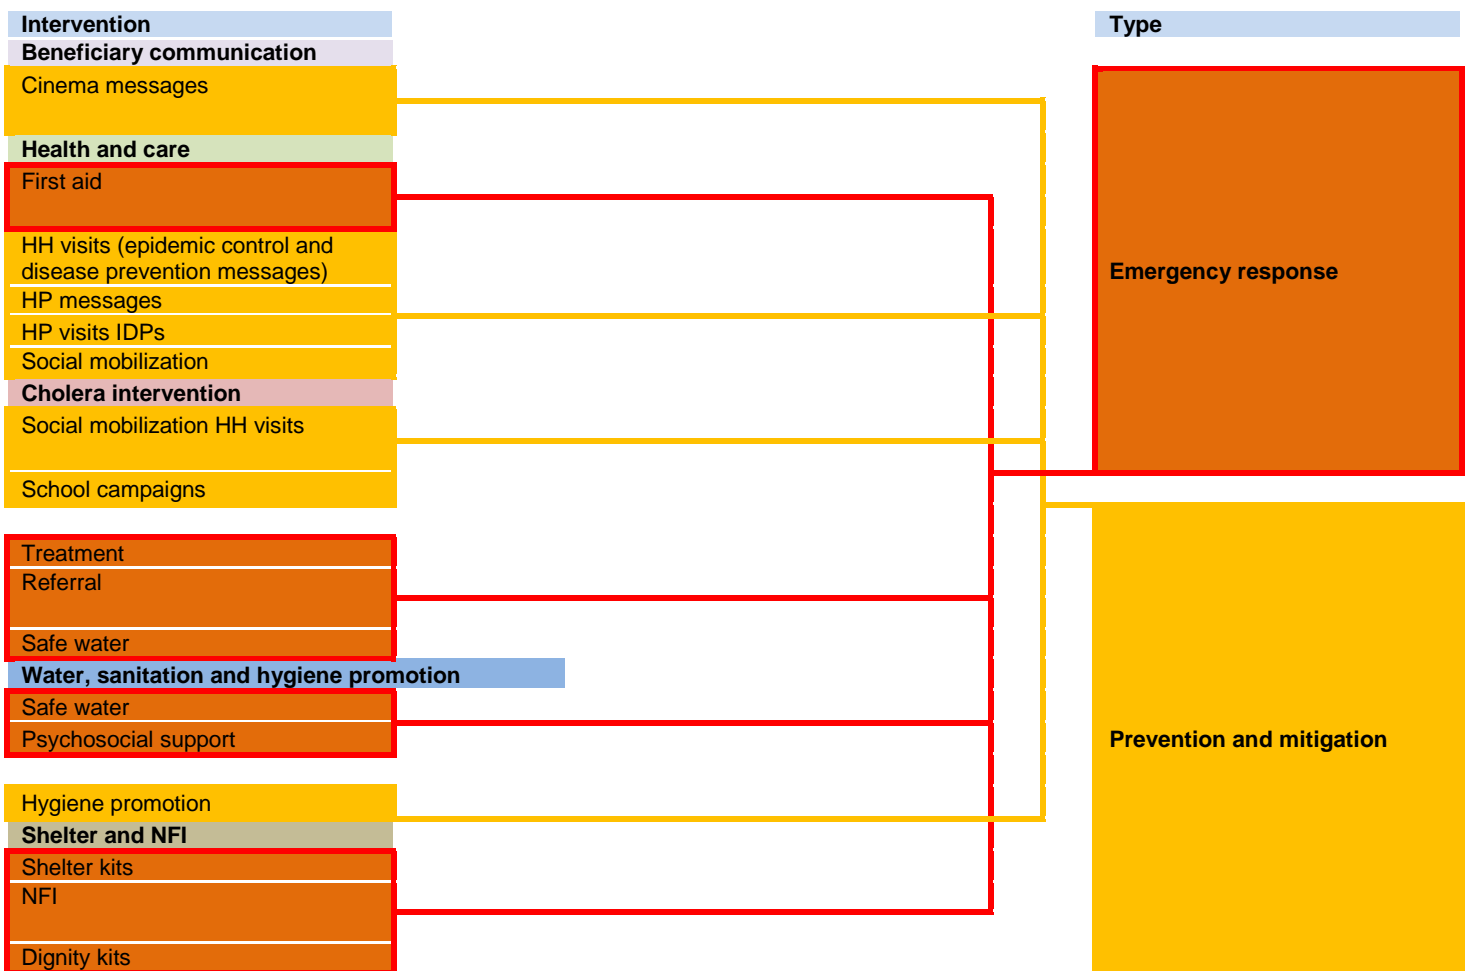 Intervention
Type
Beneficiary communication
Cinema messages
Health and care
First aid
HH visits (epidemic control and
disease prevention messages)
Emergency response
HP messages
HP visits IDPs
Social mobilization
Cholera intervention
Social mobilization HH visits
School campaigns
Treatment
Referral
Safe water
Water, sanitation and hygiene promotion
Safe water
Psychosocial support
Prevention and mitigation
Hygiene promotion
Shelter and NFI
Shelter kits
NFI
Dignity kits